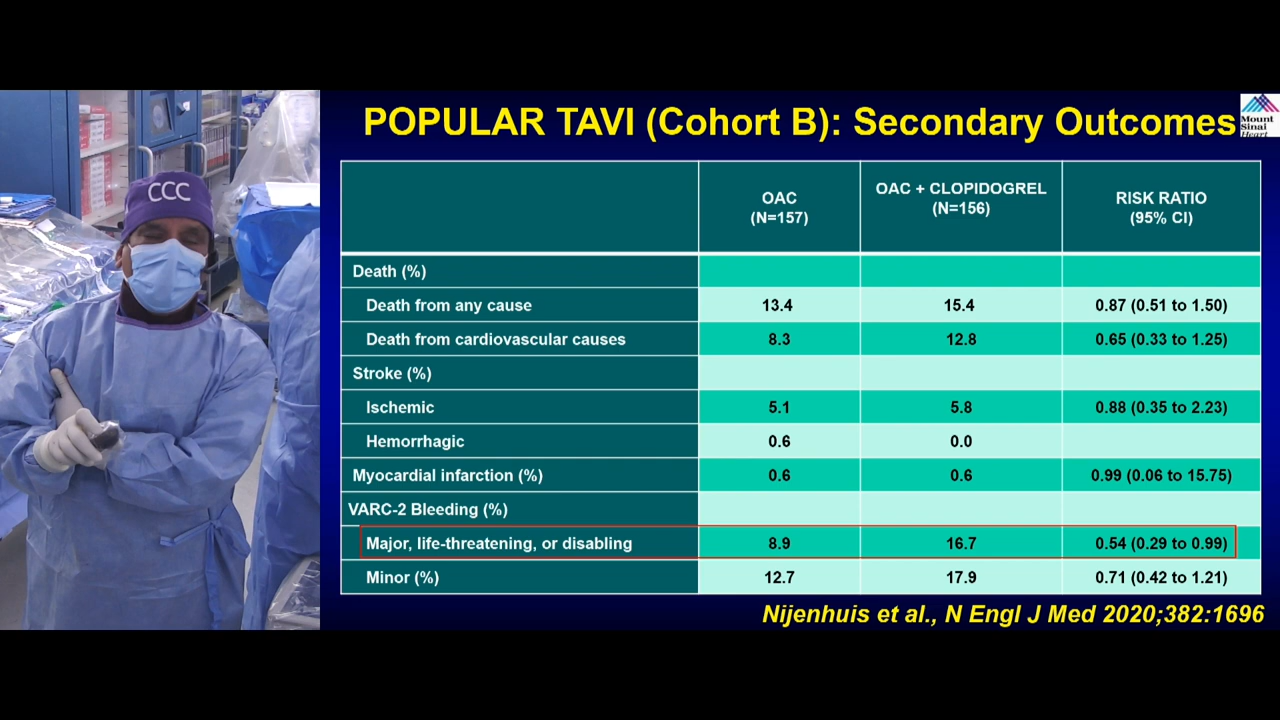 CCC
POPULAR TAVI (Cohort B): Secondary Outcomes
Mount
Sinai
Heart
OAC
(N=157)
OAC + CLOPIDOGREL
(N=156)
RISK RATIO
(95% CI)
Death (%)
Death from any cause 13.4 15.4 0.87 (0.51 to 1.50)
Death from cardiovascular causes 8.3 12.8 0.65 (0.33 to 1.25)
Stroke (%)
Ischemic 5.1 5.8 0.88 (0.35 to 2.23)
Hemorrhagic 0.6 0.0
Myocardial infarction (%) 0.6 0.6 0.99 (0.06 to 15.75)
VARC-2 Bleeding (%)
Major, life-threatening, or disabling 8.9 16.7 0.54 (0.29 to 0.99)
Minor (%) 12.7 17.9 0.71 (0.42 to 1.21)
Nijenhuis et al., N Engl J Med 2020;382:1696